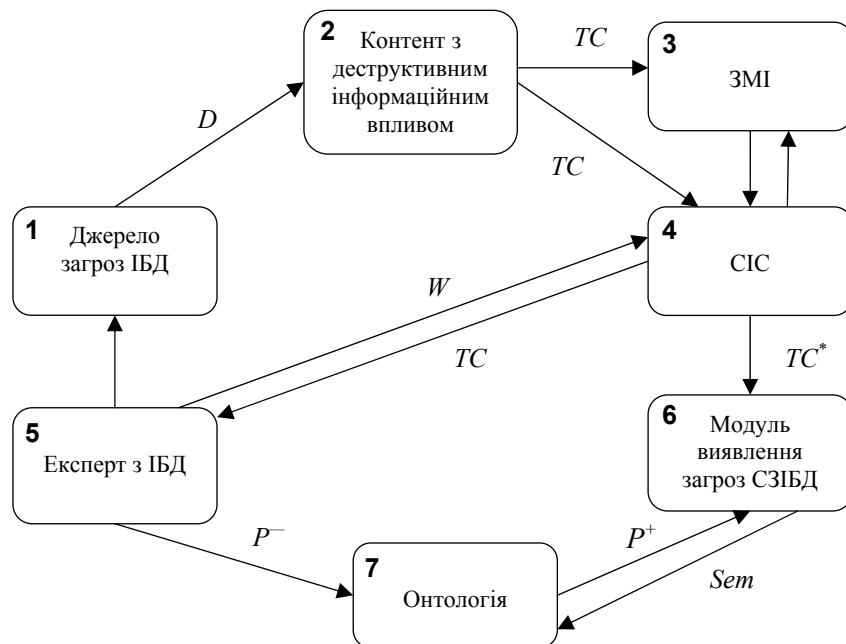 2
Контент з
деструктивним
інформаційним
впливом
TC
3
ЗМІ
D
TC
1
Джерело
загроз ІБД
4
СІС
W
TC
TC*
5
Експерт з ІБД
6
Модуль
виявлення
загроз СЗІБД
P—
7
Онтологія
P+
Sem